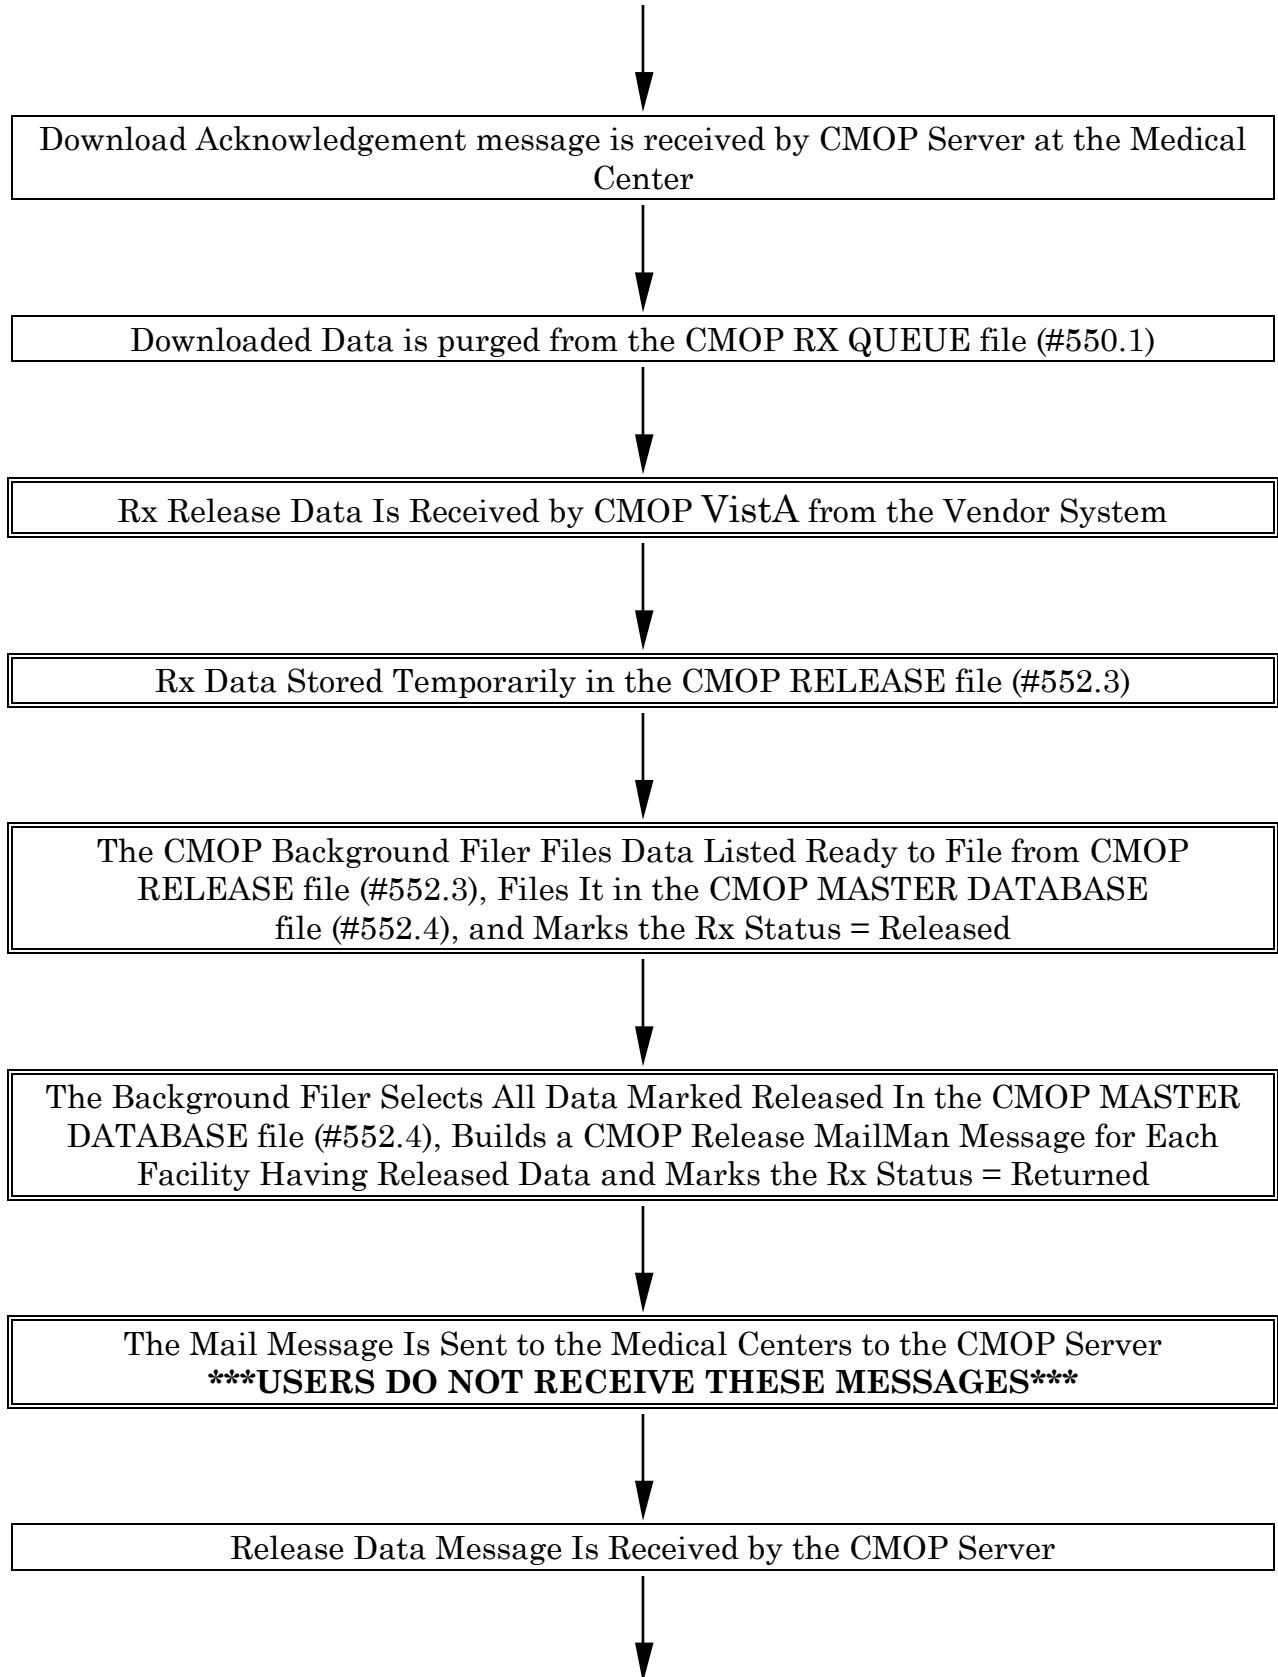 Download Acknowledgement message is received by CMOP Server at the Medical
Center
Downloaded Data is purged from the CMOP RX QUEUE file (#550.1)
Rx Release Data Is Received by CMOP VistA from the Vendor System
Rx Data Stored Temporarily in the CMOP RELEASE file (#552.3)
The CMOP Background Filer Files Data Listed Ready to File from CMOP
RELEASE file (#552.3), Files It in the CMOP MASTER DATABASE
file (#552.4), and Marks the Rx Status = Released
The Background Filer Selects All Data Marked Released In the CMOP MASTER
DATABASE file (#552.4), Builds a CMOP Release MailMan Message for Each
Facility Having Released Data and Marks the Rx Status = Returned
The Mail Message Is Sent to the Medical Centers to the CMOP Server
***USERS DO NOT RECEIVE THESE MESSAGES***
Release Data Message Is Received by the CMOP Server